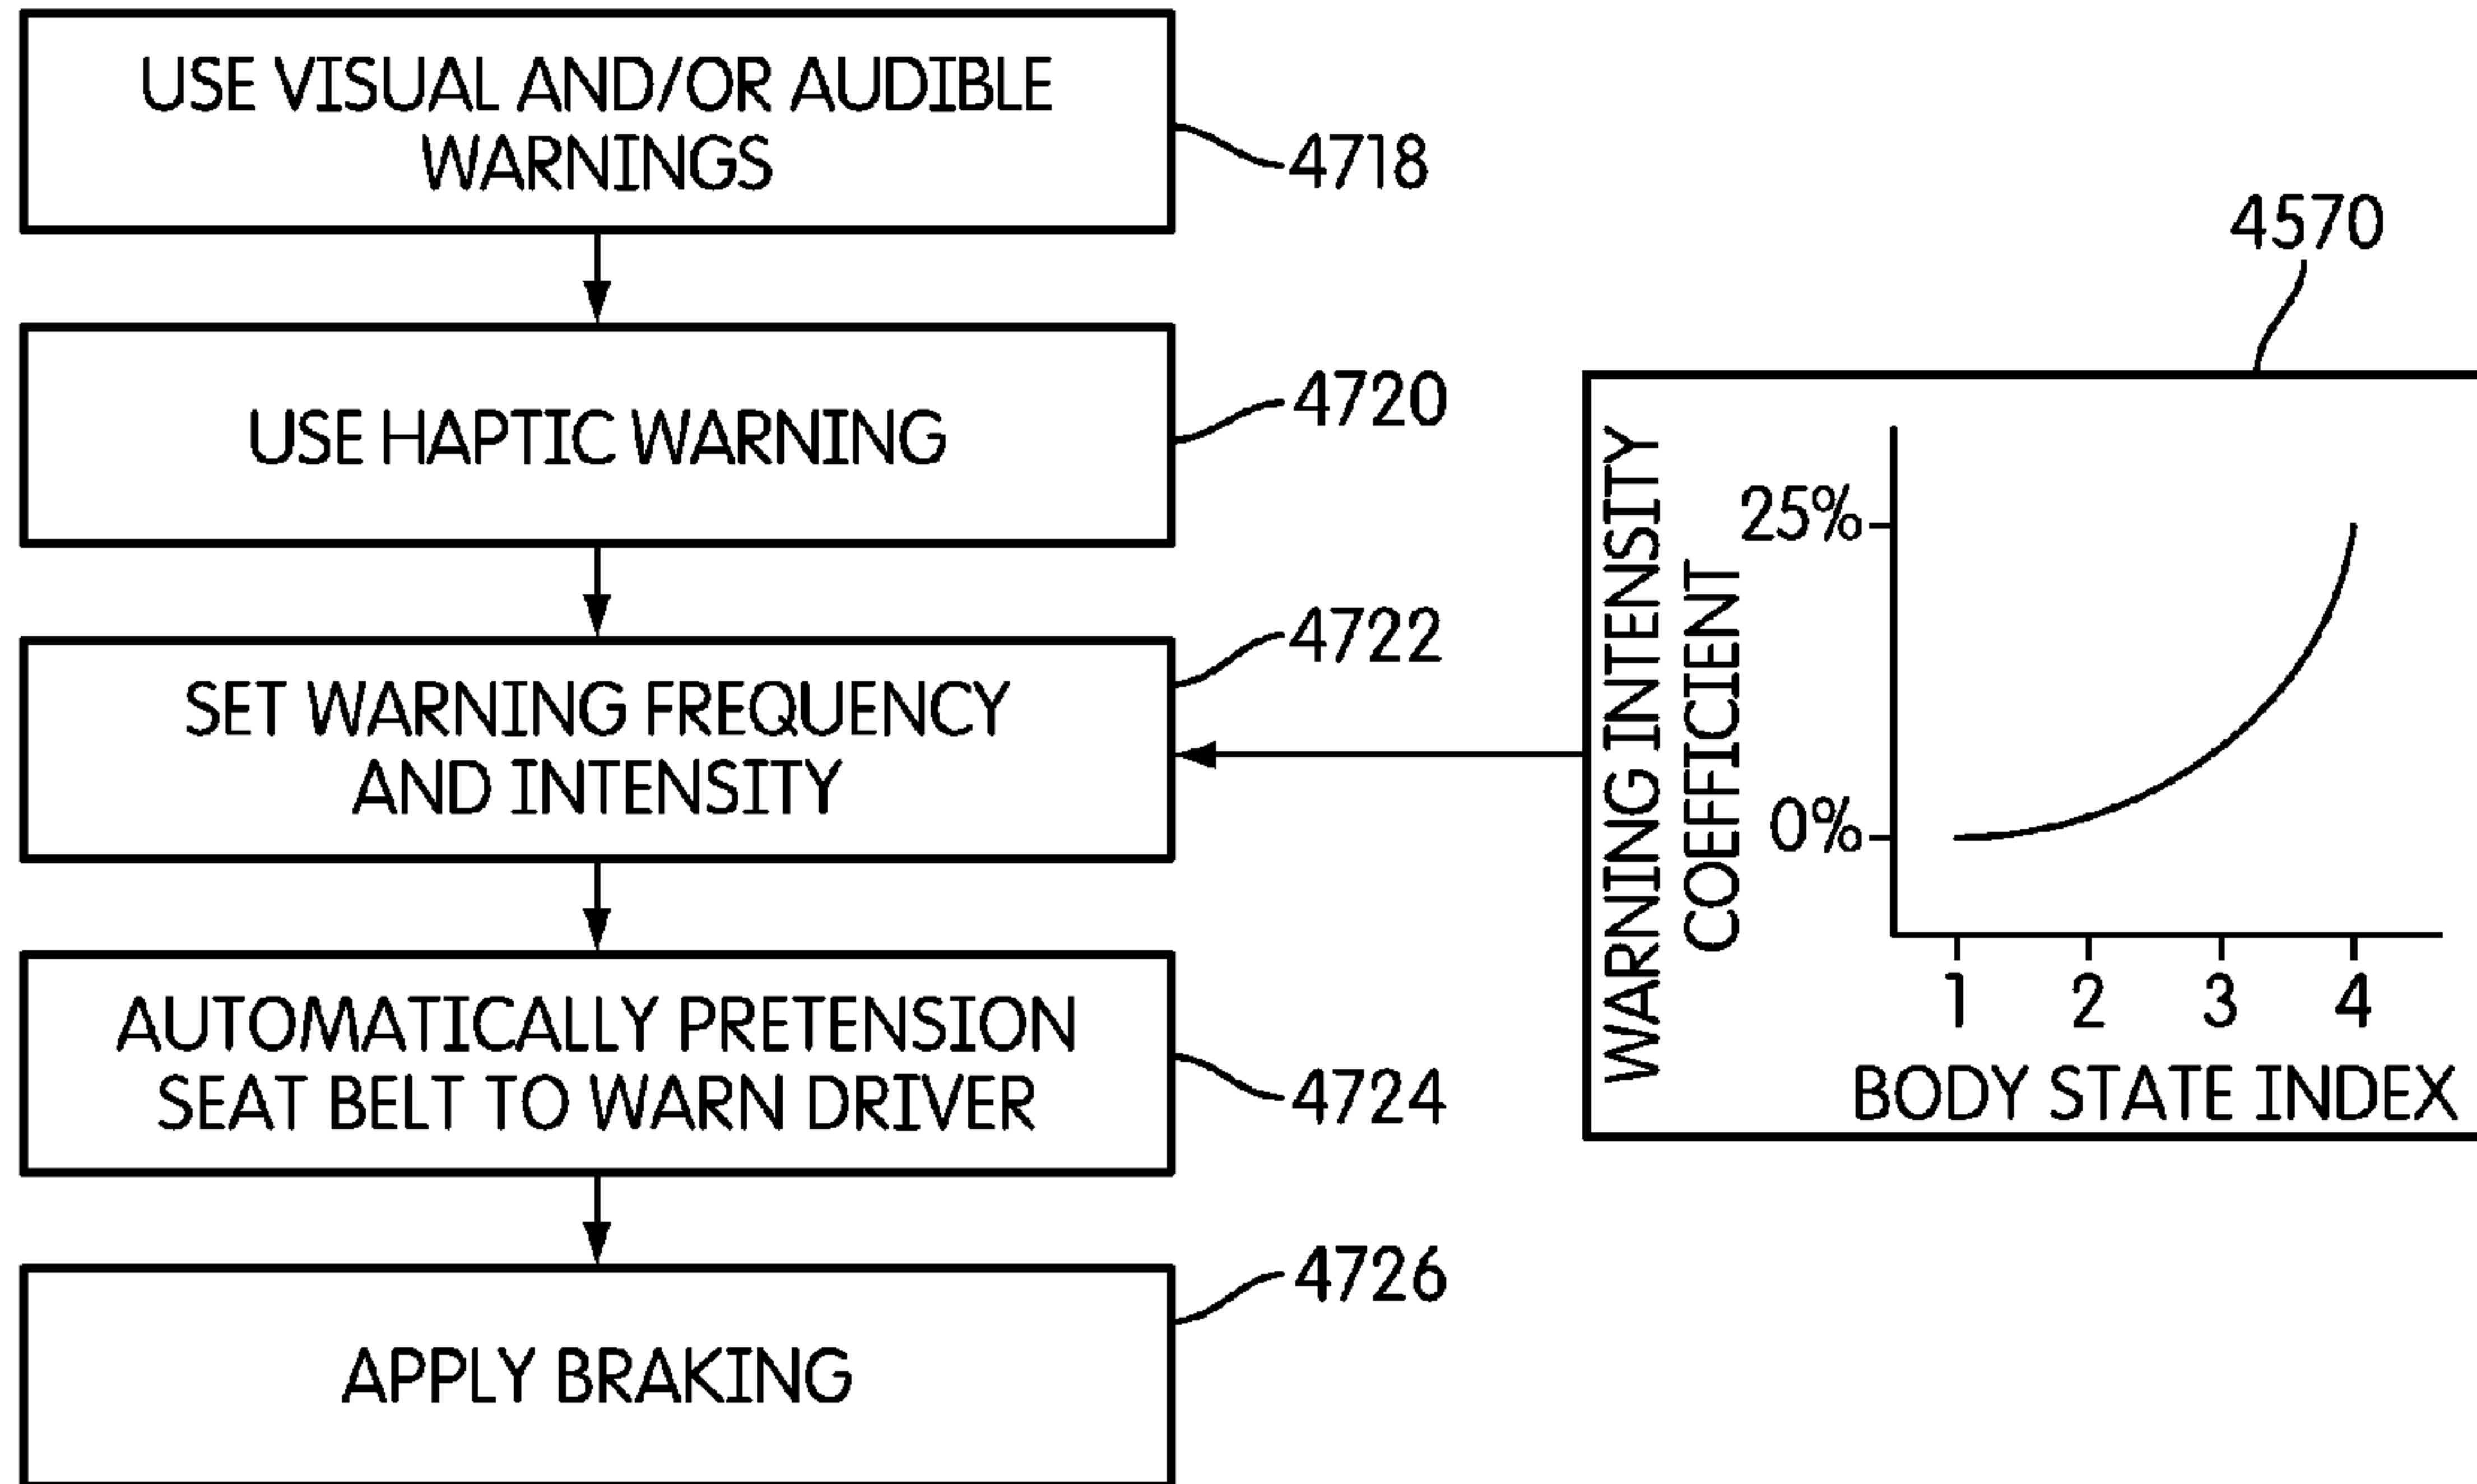 USE VISUAL AND/OR AUDIBLE
WARNINGS
4718
USE HAPTIC WARNING
4720
SET WARNING FREQUENCY
AND INTENSITY
4722
AUTOMATICALLY PRETENSION
SEAT BELT TO WARN DRIVER
4724
APPLY BRAKING
4726
4570
WARNING INTENSITY
COEFFICIENT
25%
0%
1 2 3 4
BODY STATE INDEX